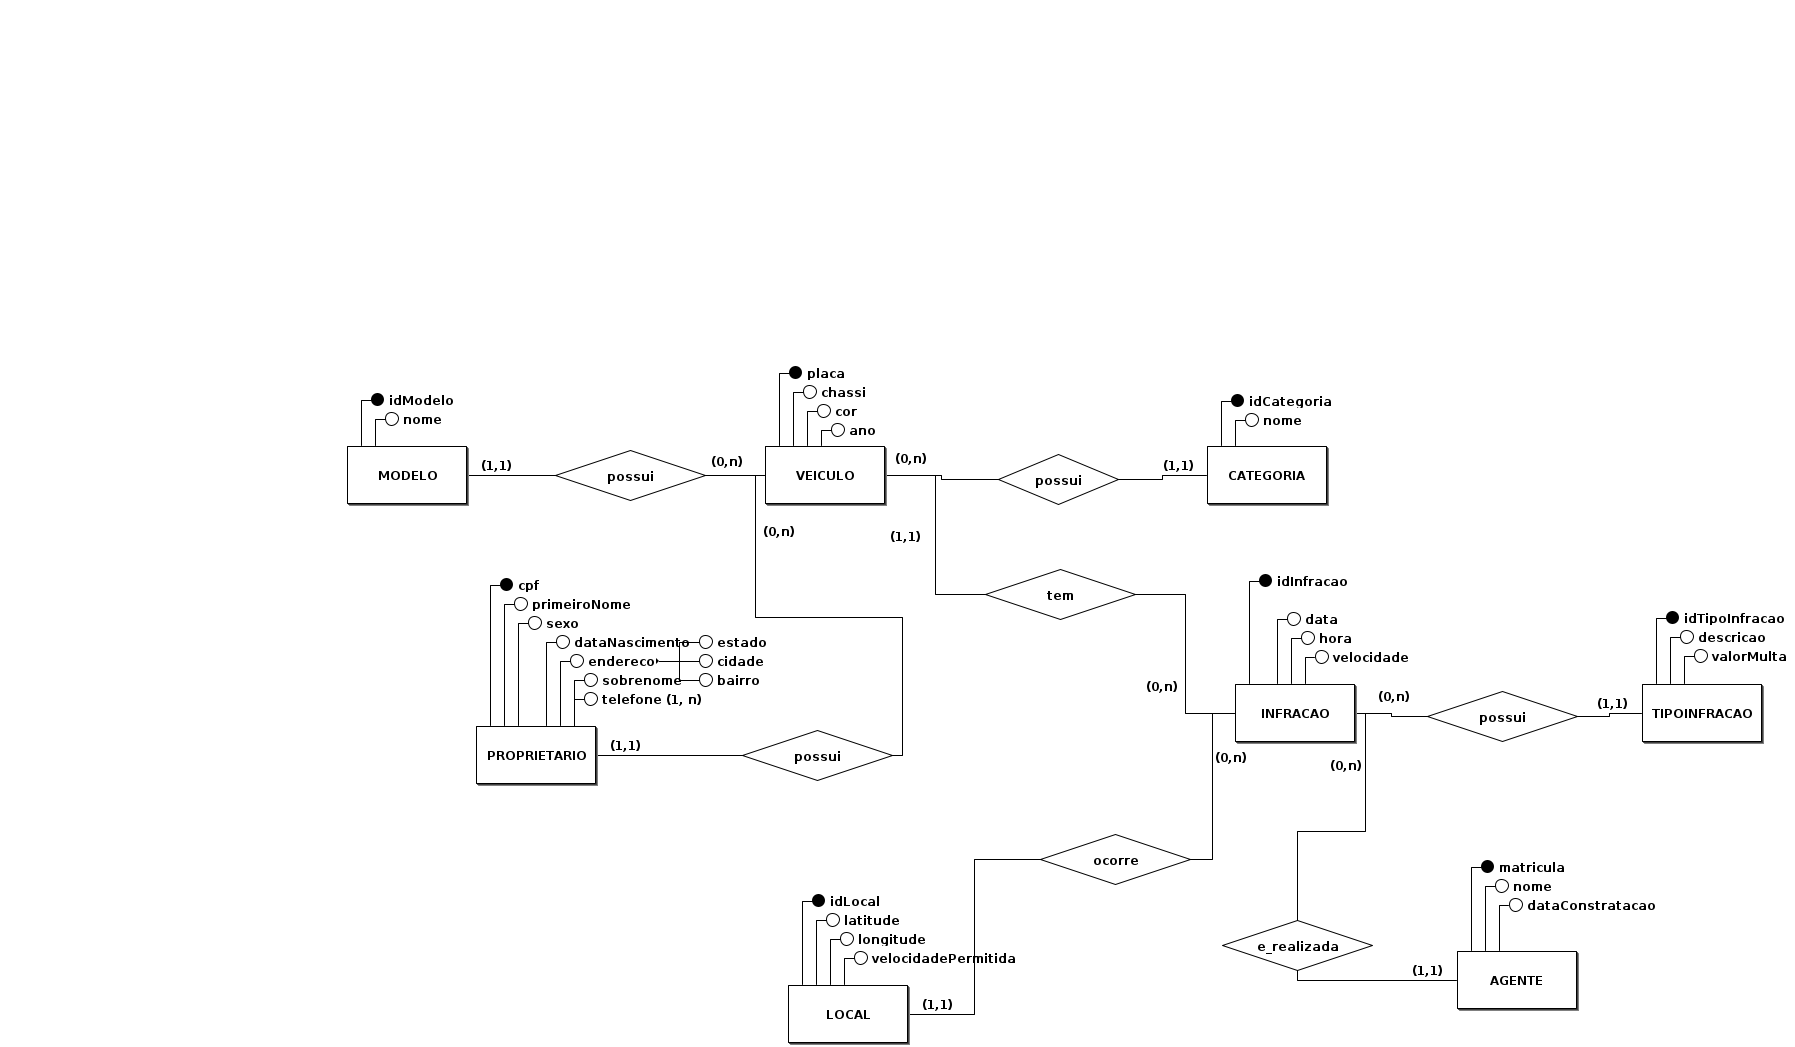 placa
chassi
cor
ano
idModelo
nome
idCategoria
nome
MODELO
(1,1)
possui
(0,n)
VEICULO
(0,n)
possui
(1,1)
CATEGORIA
(0,n)
(1,1)
cpf
primeiroNome
sexo
dataNascimento
estado
endereco
cidade
sobrenome
bairro
telefone (1, n)
tem
idInfracao
data
hora
velocidade
idTipoInfracao
descricao
valorMulta
(0,n)
INFRACAO
(0,n)
possui
(1,1)
TIPOINFRACAO
PROPRIETARIO
(1,1)
possui
(0,n)
(0,n)
ocorre
idLocal
latitude
longitude
velocidadePermitida
matricula
nome
dataConstratacao
e_realizada
(1,1)
AGENTE
LOCAL
(1,1)